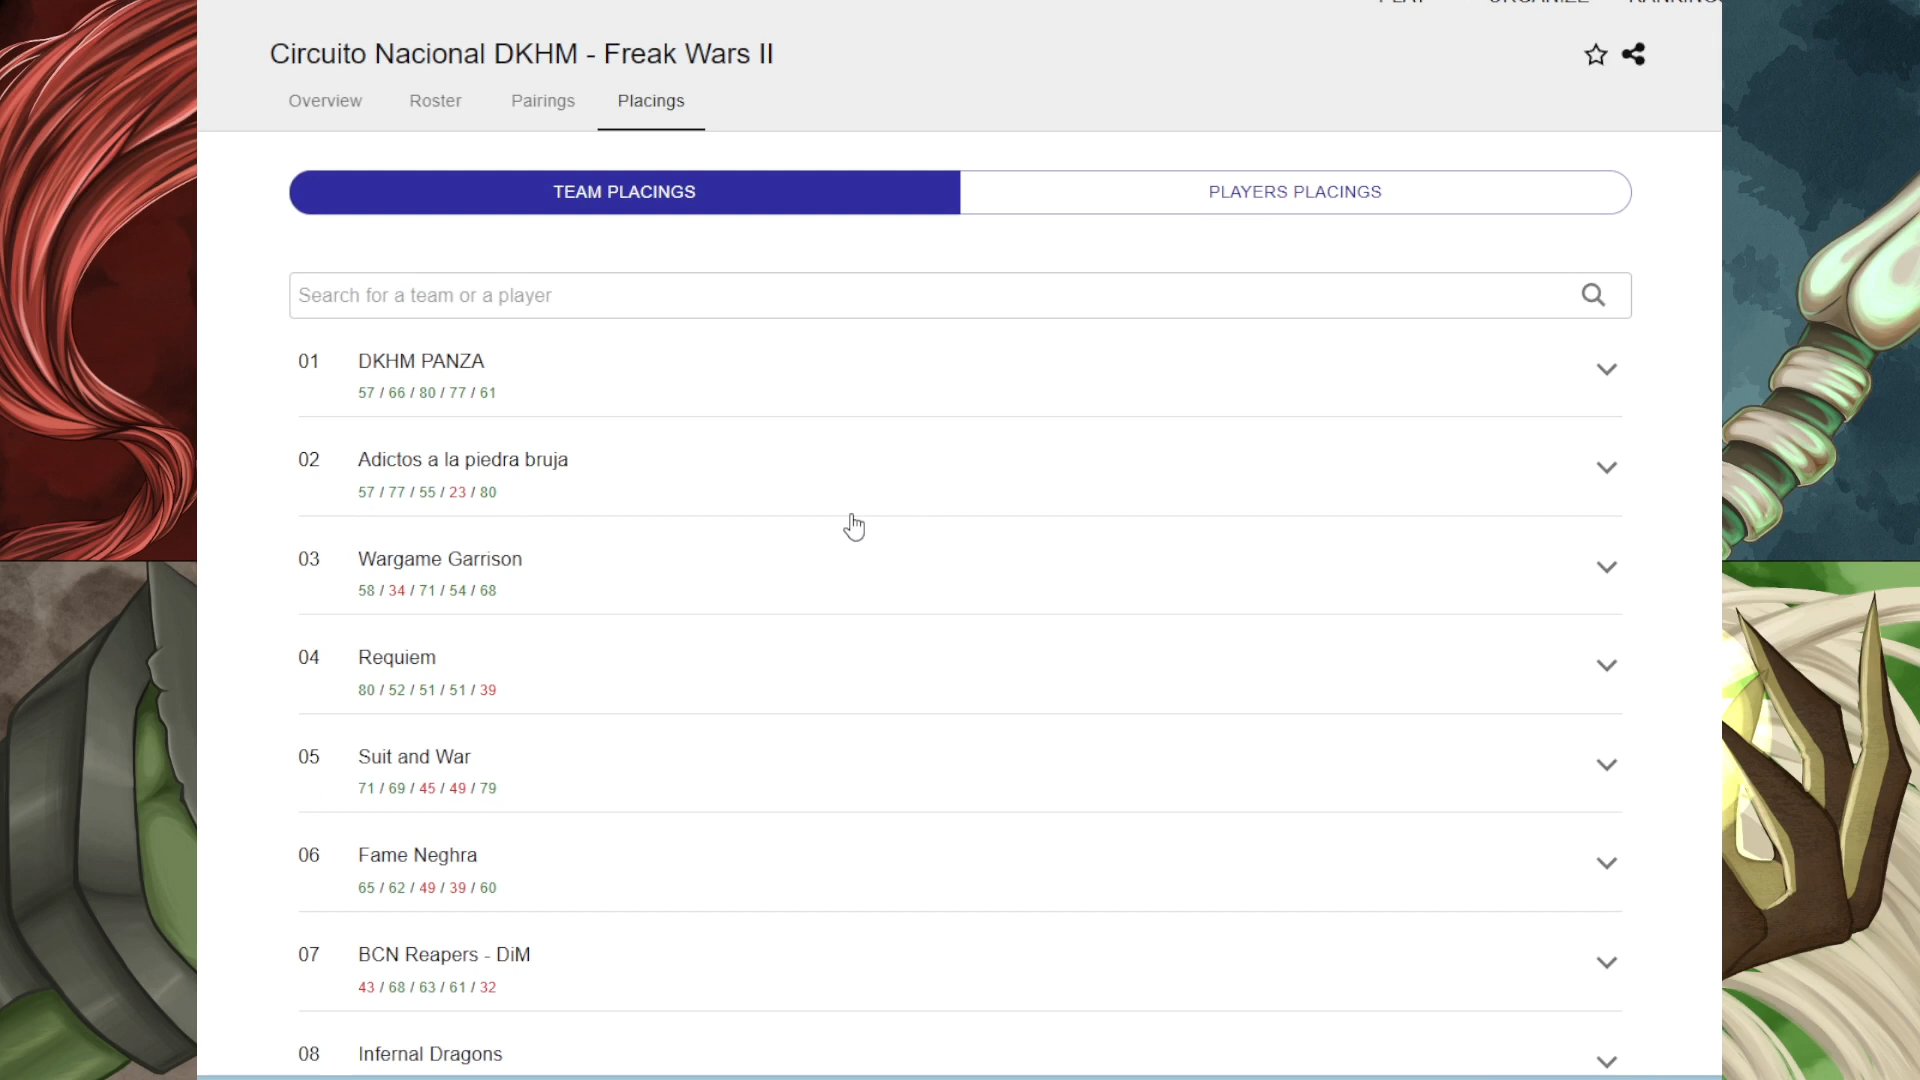 Circuito Nacional DKHM - Freak Wars II
Overview Roster Pairings Placings
TEAM PLACINGS PLAYERS PLACINGS
Search for a team or a player
01 DKHM PANZA
57 / 66 / 80 / 77 / 61
02 Adictos a la piedra bruja
57 / 77 / 55 / 23 / 80
03 Wargame Garrison
58 / 34 / 71 / 54 / 68
04 Requiem
80 / 52 / 51 / 51 / 39
05 Suit and War
71 / 69 / 45 / 49 / 79
06 Fame Neghra
65 / 62 / 49 / 39 / 60
07 BCN Reapers - DiM
43 / 68 / 63 / 61 / 32
08 Infernal Dragons